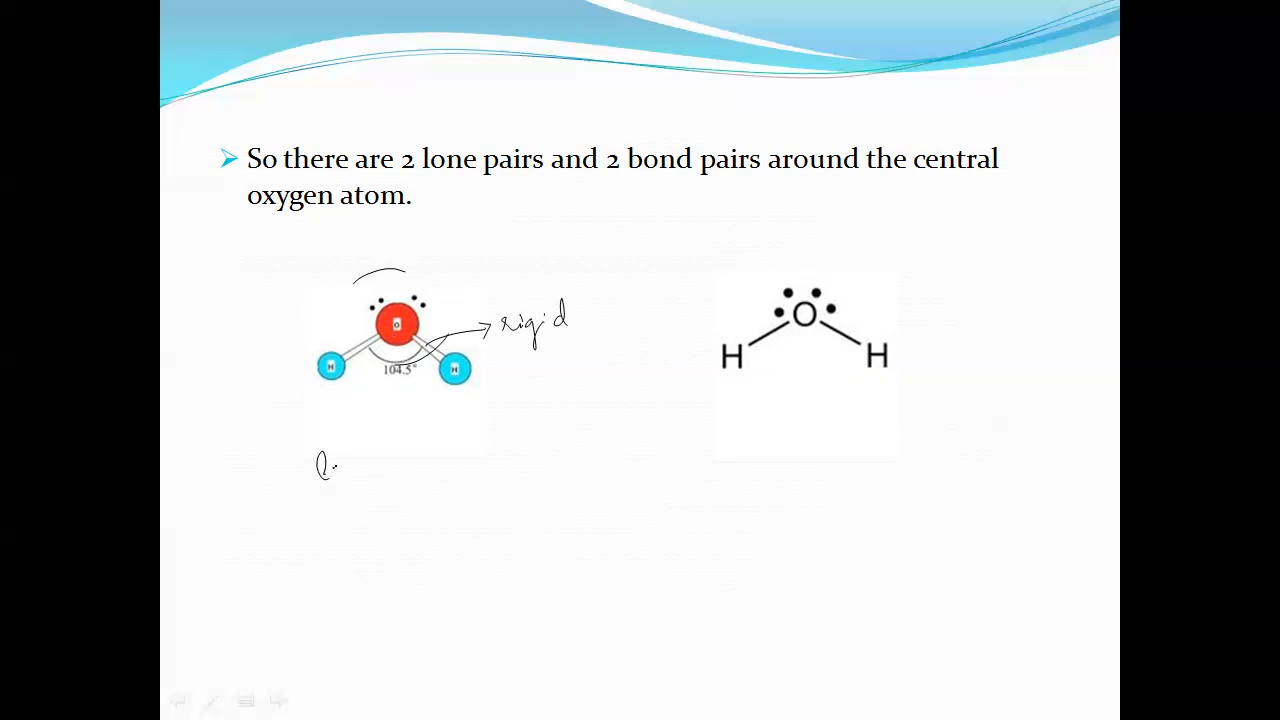 So there are 2 lone pairs and 2 bond pairs around the central
oxygen atom.
O
H
H
104.5°
rigid
O
H
H